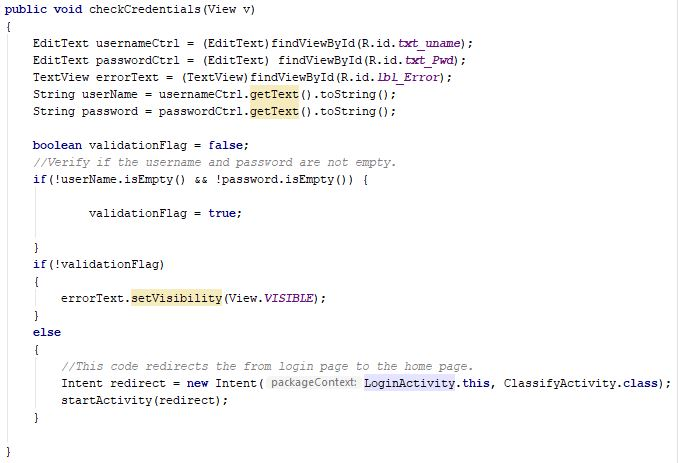 public void checkCredentials(View v)
{
EditText usernameCtrl = (EditText)findViewById(R.id.txt_uname);
EditText passwordCtrl = (EditText) findViewById(R.id.txt_Pwd);
TextView errorText = (TextView)findViewById(R.id.lbl_Error);
String userName = usernameCtrl.getText().toString();
String password = passwordCtrl.getText().toString();
boolean validationFlag = false;
//Verify if the username and password are not empty.
if(!userName.isEmpty() && !password.isEmpty()) {
validationFlag = true;
}
if(!validationFlag)
{
errorText.setVisibility(View.VISIBLE);
}
else
{
//This code redirects the from login page to the home page.
Intent redirect = new Intent( packageContext: LoginActivity.this, ClassifyActivity.class);
startActivity(redirect);
}
}